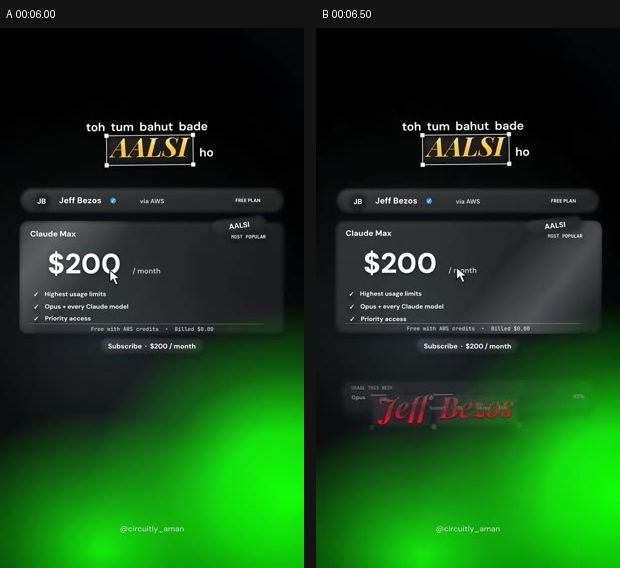 A 00:06.00
toh tum bahut bade
AALSI ho
JB Jeff Bezos via AWS FREE PLAN
Claude Max AALSI
MOST POPULAR
$200 / month
✓ Highest usage limits
✓ Opus + every Claude model
✓ Priority access
Free with AWS credits • Billed $0.00
Subscribe · $200 / month
@circuitly_aman
B 00:06.50
toh tum bahut bade
AALSI ho
JB Jeff Bezos via AWS FREE PLAN
Claude Max AALSI
MOST POPULAR
$200 / month
✓ Highest usage limits
✓ Opus + every Claude model
✓ Priority access
Free with AWS credits • Billed $0.00
Subscribe · $200 / month
USAGE THIS WEEK
Opus
Jeff Bezos
@circuitly_aman